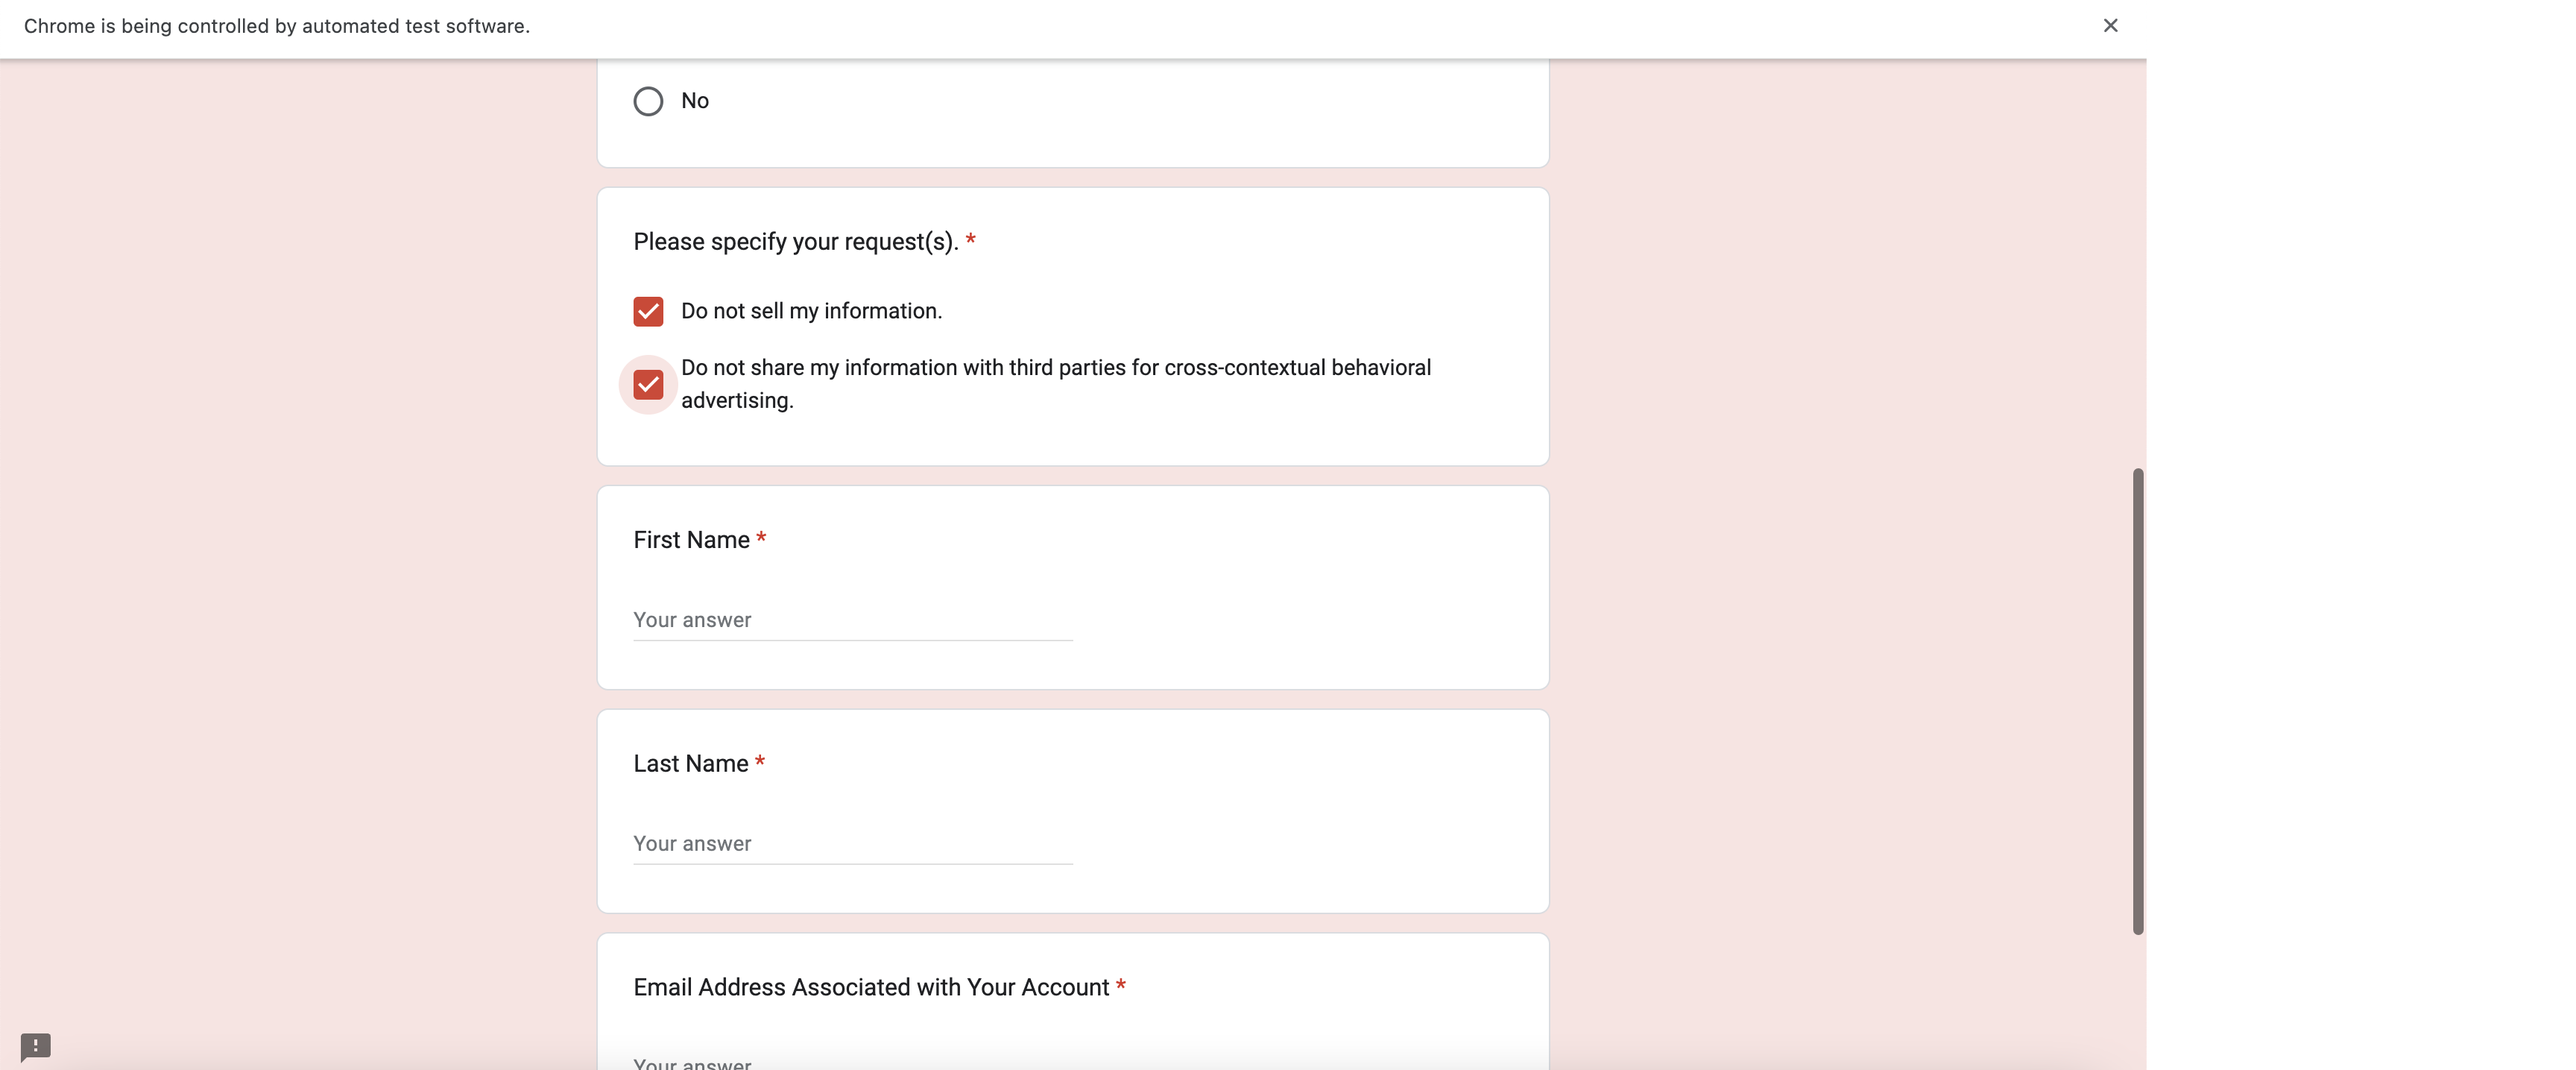 Chrome is being controlled by automated test software.
No
Please specify your request(s). *
Do not sell my information.
Do not share my information with third parties for cross-contextual behavioral
advertising.
First Name *
Your answer
Last Name *
Your answer
Email Address Associated with Your Account *
Your answer